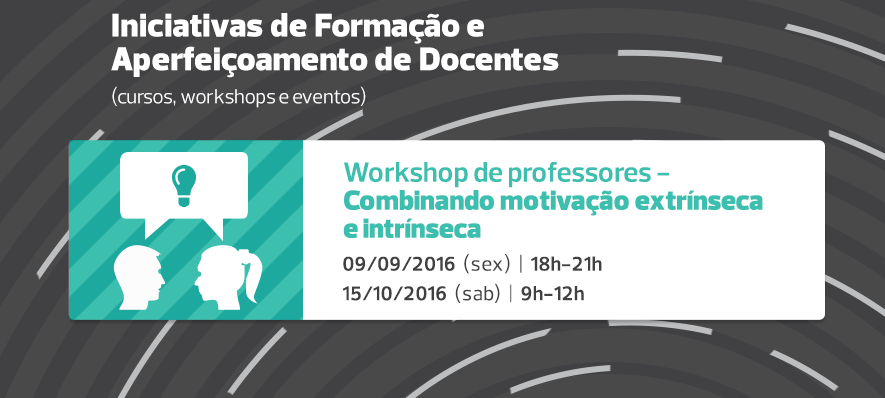 Iniciativas de Formação e
Aperfeiçoamento de Docentes
(cursos, workshops e eventos)
Workshop de professores –
Combinando motivação extrínseca
e intrínseca
09/09/2016 (sex) | 18h-21h
15/10/2016 (sab) | 9h-12h